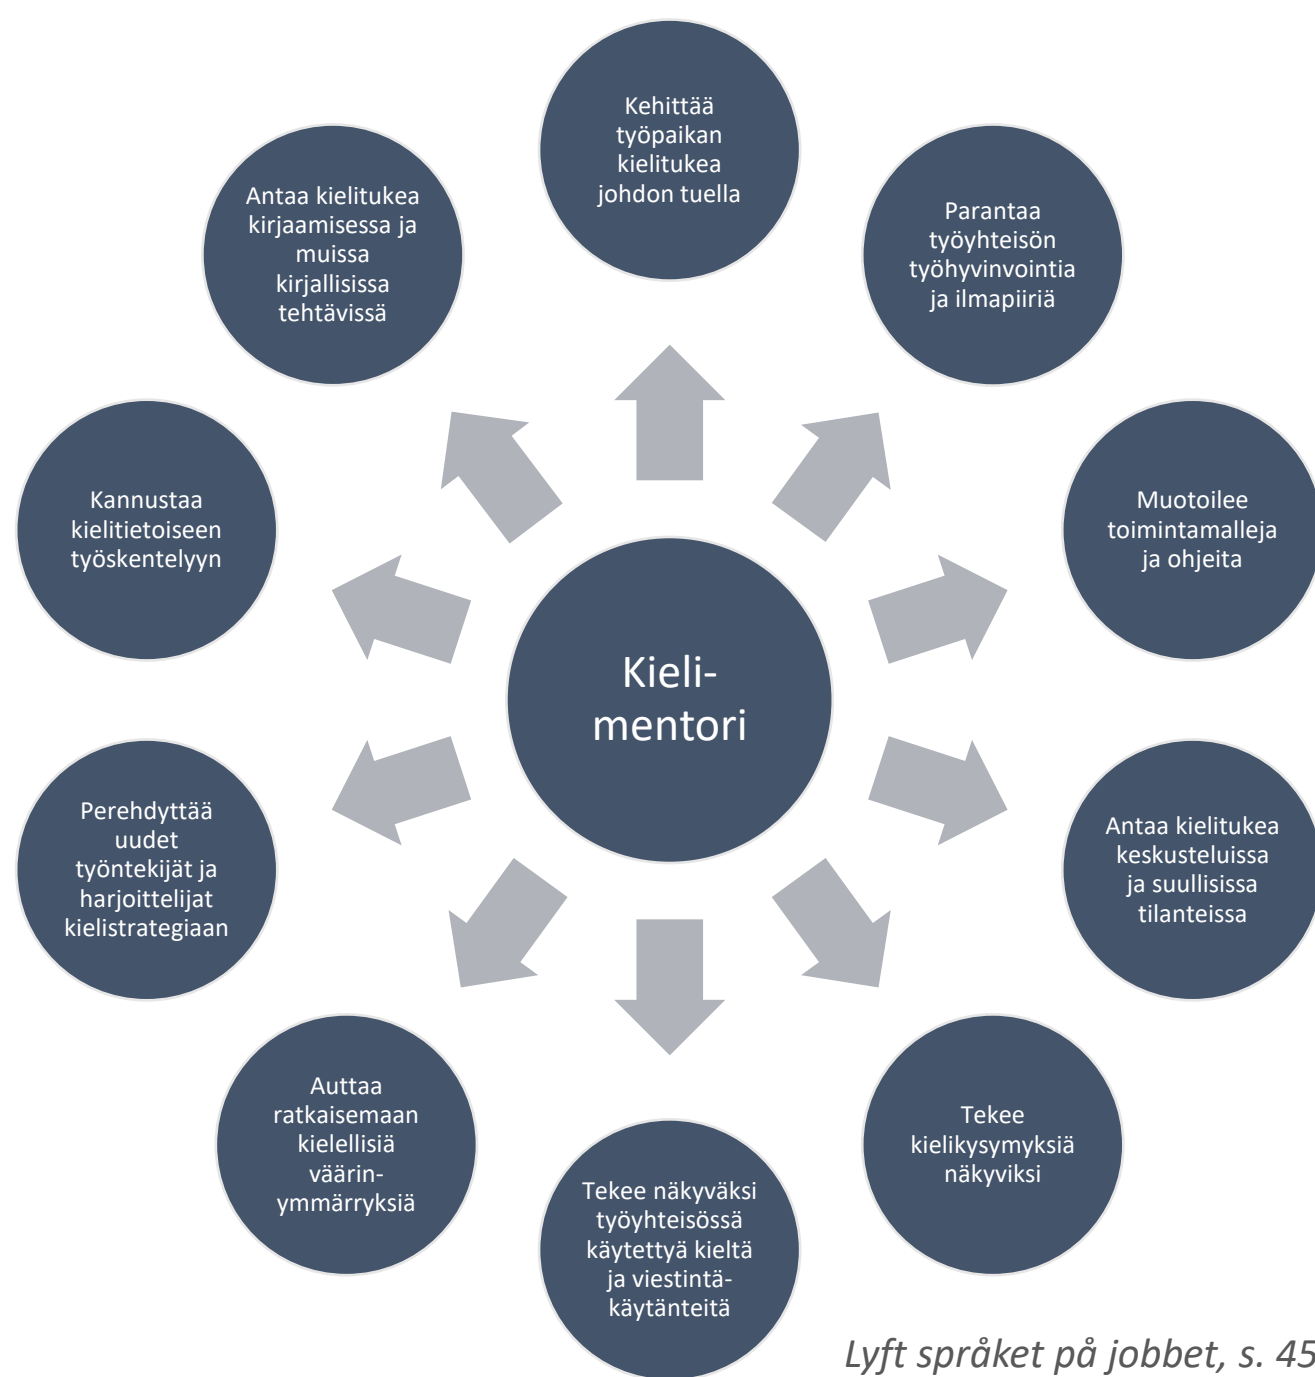 Kehittää
työpaikan
kielitukea
johdon tuella
Parantaa
työyhteisön
työhyvinvointia
ja ilmapiiriä
Muotoilee
toimintamalleja
ja ohjeita
Antaa kielitukea
keskusteluissa
ja suullisissa
tilanteissa
Tekee
kielikysymyksiä
näkyviksi
Tekee näkyväksi
työyhteisössä
käytettyä kieltä
ja viestintä-
käytänteitä
Auttaa
ratkaisemaan
kielellisiä
väärin-
ymmärryksiä
Perehdyttää
uudet
työntekijät ja
harjoittelijat
kielistrategiaan
Kannustaa
kielitietoiseen
työskentelyyn
Antaa kielitukea
kirjaamisessa ja
muissa
kirjallisissa
tehtävissä
Kieli-
mentori
Lyft språket på jobbet, s. 45